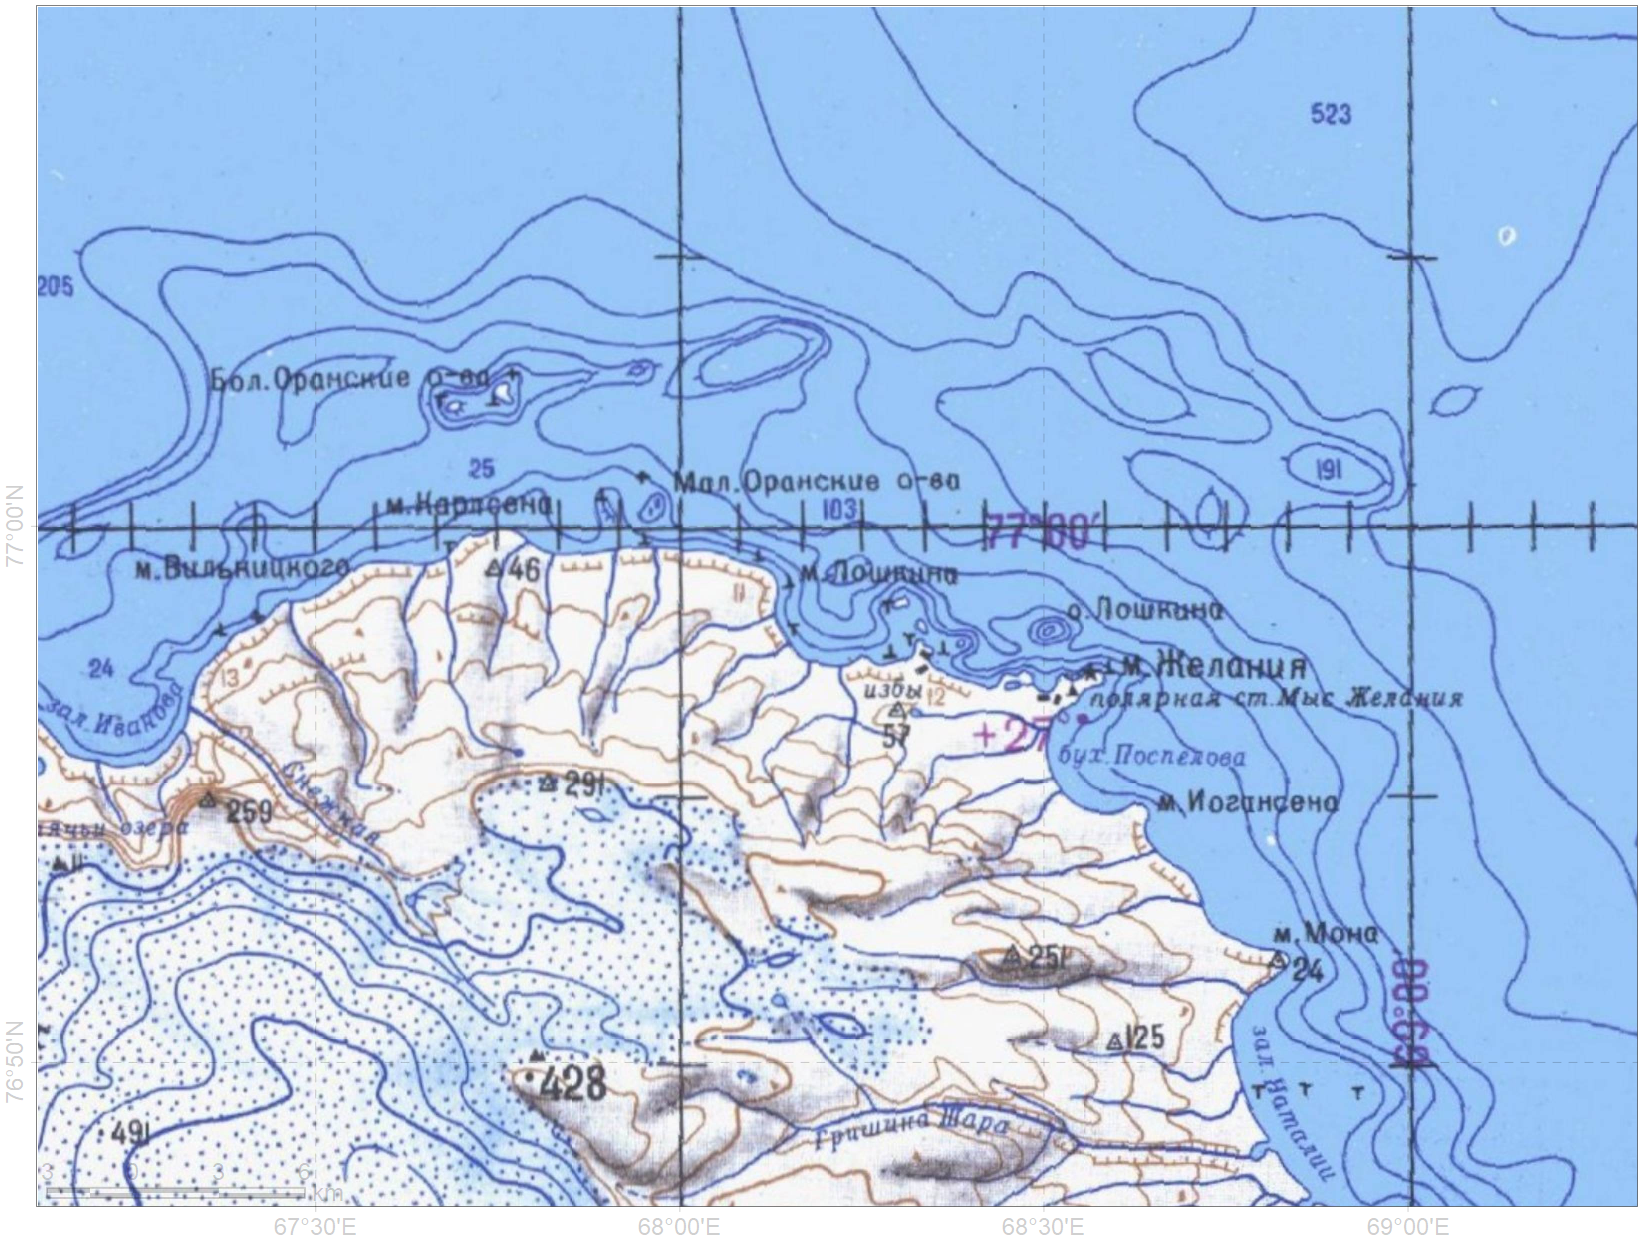 523
205
Бол.Оранские о-ва
25
Мал.Оранские о-ва
м.Карлсена
103
191
77°00'
м.Вильницкого
46
м.Лошкина
11
о.Лошкина
24
м.Желания
13
избы
12
полярная ст.Мыс Желания
зал.Иванова
57
+27°
бух.Поспелова
291
Снежная
м.Иогансена
259
ячьи озера
11
м.Мона
251
24
69°00'
125
зал. Наталии
428
Гришина Шара
491
3 0 3 6 km
77°00'N
76°50'N
67°30'E
68°00'E
68°30'E
69°00'E